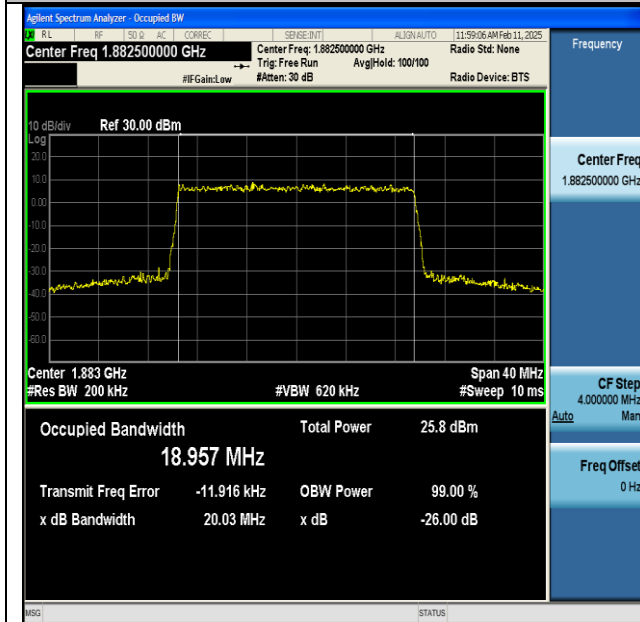 Agilent Spectrum Analyzer - Occupied BW
RL RF 50 Ω AC CORREC SENSE:INT ALIGN AUTO 11:59:06 AM Feb 11, 2025
Center Freq 1.882500000 GHz
Center Freq: 1.882500000 GHz Radio Std: None
Trig: Free Run Avg|Hold: 100/100
#IFGain:Low #Atten: 30 dB Radio Device: BTS
Frequency
10 dB/div Ref 30.00 dBm
Log
20.0
10.0
0.00
-10.0
-20.0
-30.0
-40.0
-50.0
-60.0
Center 1.883 GHz Span 40 MHz
#Res BW 200 kHz #VBW 620 kHz #Sweep 10 ms
Occupied Bandwidth Total Power 25.8 dBm
18.957 MHz
Transmit Freq Error -11.916 kHz OBW Power 99.00 %
x dB Bandwidth 20.03 MHz x dB -26.00 dB
Center Freq
1.882500000 GHz
CF Step
4.000000 MHz
Auto Man
Freq Offset
0 Hz
MSG STATUS